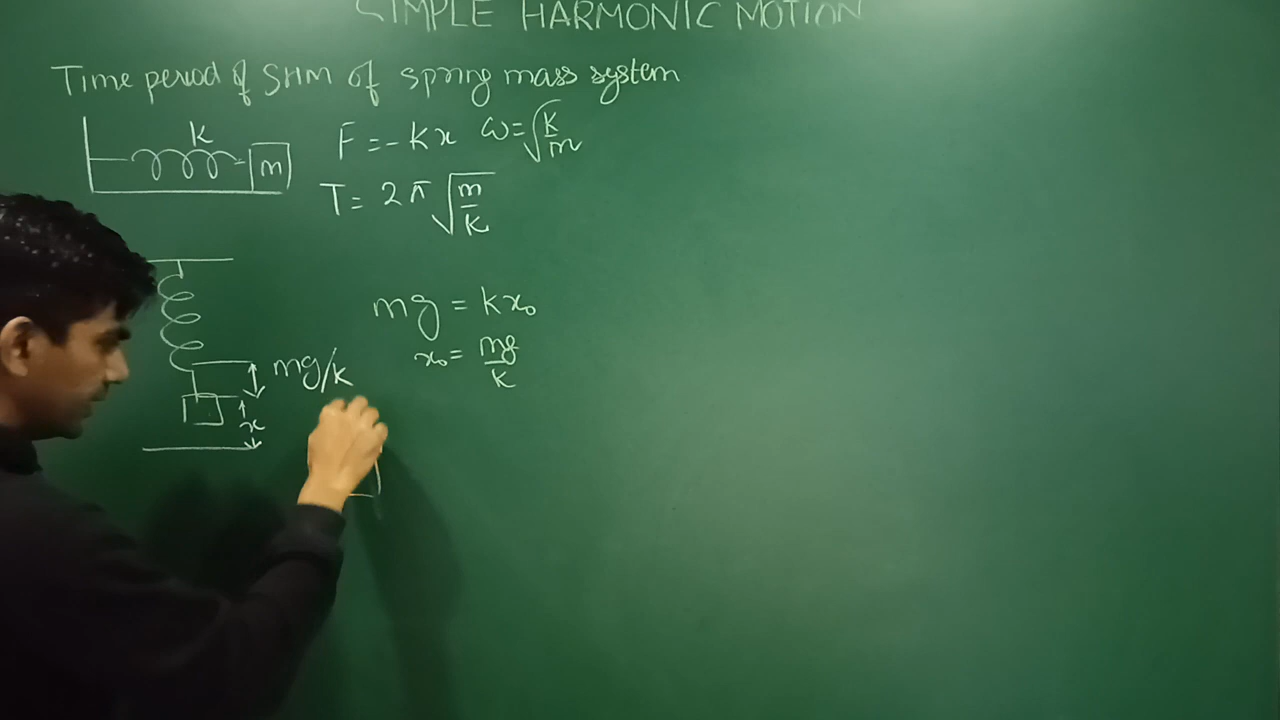 SIMPLE HARMONIC MOTION
Time period of SHM of spring mass system
K
m
F = -Kx ω = √(K/m)
T = 2π √(m/K)
mg = Kx₀
x₀ = mg/K
mg/K
x